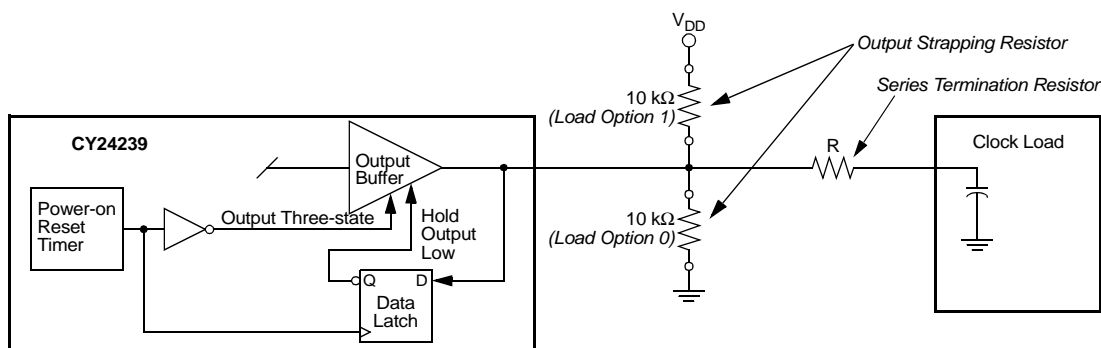 V_DD
Output Strapping Resistor
Series Termination Resistor
10 kΩ
(Load Option 1)
CY24239
Clock Load
R
Output
Buffer
Power-on
Reset
Timer
Output Three-state
Hold
Output
Low
10 kΩ
(Load Option 0)
Q
D
Data
Latch